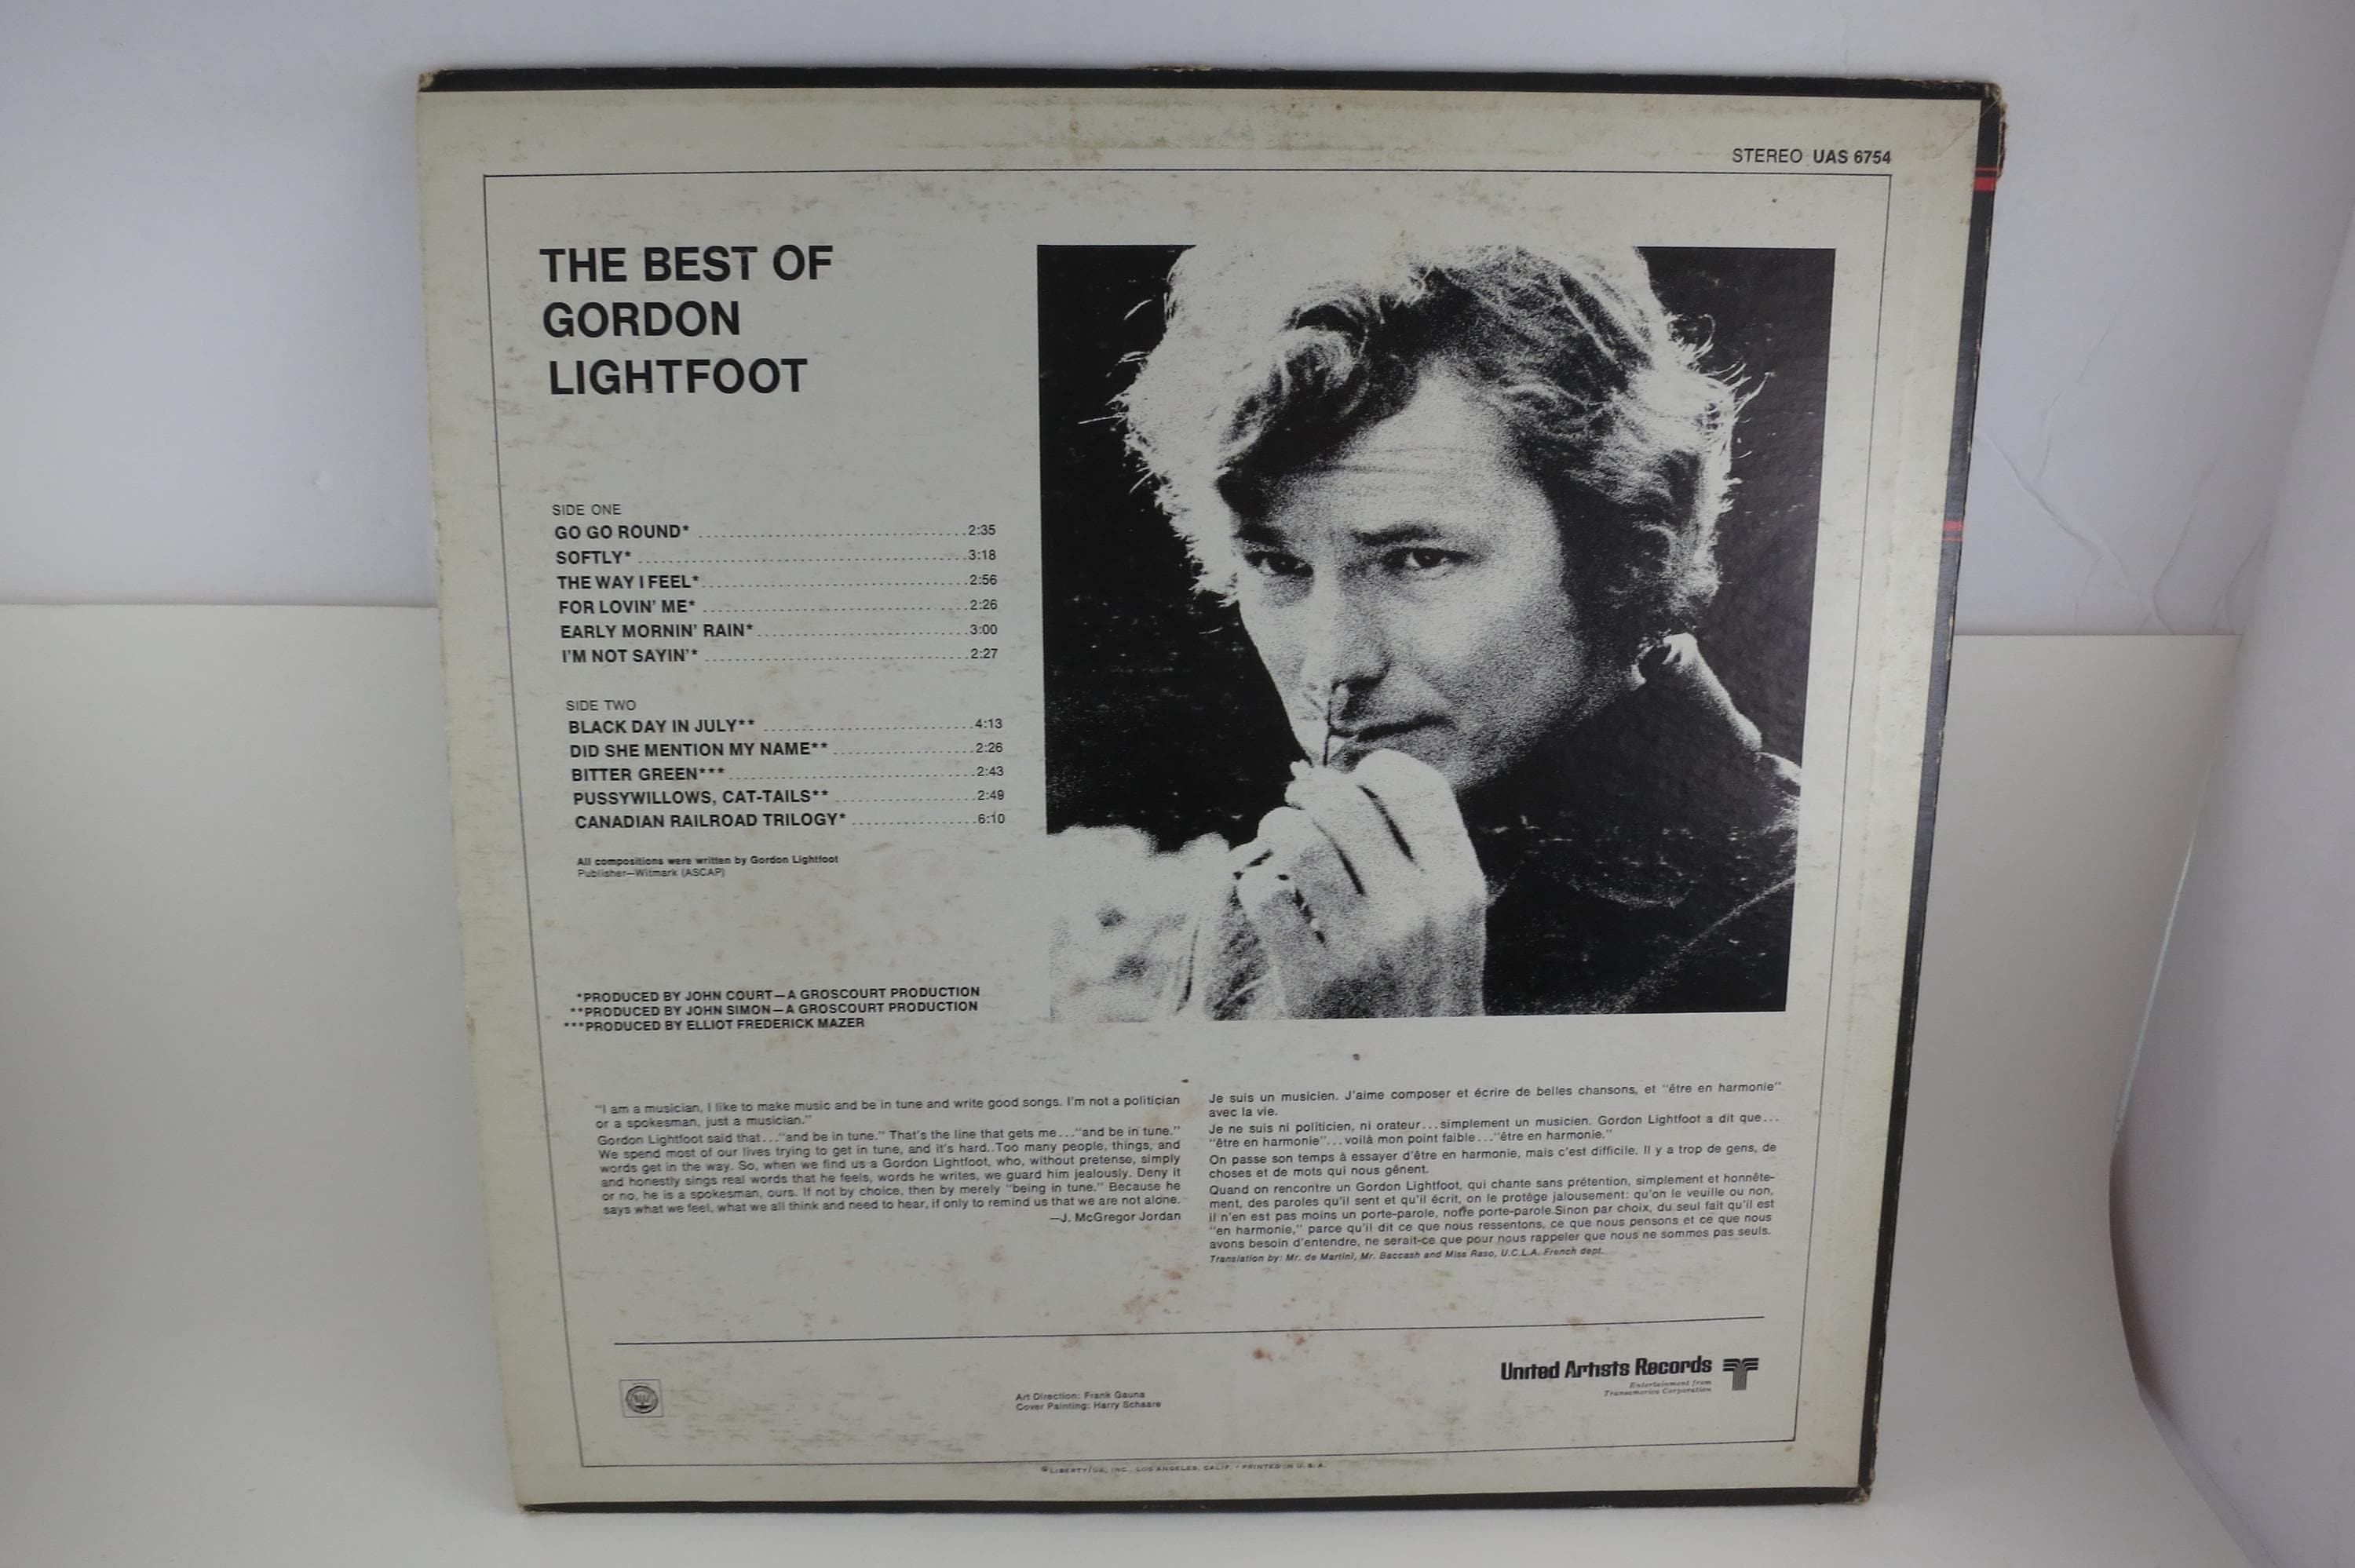 STEREO UAS 6754
THE BEST OF
GORDON
LIGHTFOOT
SIDE ONE
GO GO ROUND* 2:35
SOFTLY* 3:18
THE WAY I FEEL* 2:56
FOR LOVIN' ME* 2:26
EARLY MORNIN' RAIN* 3:00
I'M NOT SAYIN'* 2:27
SIDE TWO
BLACK DAY IN JULY** 4:13
DID SHE MENTION MY NAME** 2:26
BITTER GREEN*** 2:43
PUSSYWILLOWS, CAT-TAILS** 2:49
CANADIAN RAILROAD TRILOGY* 6:10
All compositions were written by Gordon Lightfoot
Publisher—Witmark (ASCAP)
*PRODUCED BY JOHN COURT—A GROSCOURT PRODUCTION
**PRODUCED BY JOHN SIMON—A GROSCOURT PRODUCTION
***PRODUCED BY ELLIOT FREDERICK MAZER
"I am a musician, I like to make music and be in tune and write good songs. I'm not a politician
or a spokesman, just a musician."
Gordon Lightfoot said that..."and be in tune." That's the line that gets me..."and be in tune."
We spend most of our lives trying to get in tune, and it's hard..Too many people, things, and
words get in the way. So, when we find us a Gordon Lightfoot, who, without pretense, simply
and honestly sings real words that he feels, words he writes, we guard him jealously. Deny it
or no, he is a spokesman, ours. If not by choice, then by merely "being in tune." Because he
says what we feel, what we all think and need to hear, if only to remind us that we are not alone.
—J. McGregor Jordan
Je suis un musicien. J'aime composer et écrire de belles chansons, et "être en harmonie"
avec la vie.
Je ne suis ni politicien, ni orateur...simplement un musicien. Gordon Lightfoot a dit que...
"être en harmonie"...voilà mon point faible..."être en harmonie."
On passe son temps à essayer d'être en harmonie, mais c'est difficile. Il y a trop de gens, de
choses et de mots qui nous gênent.
Quand on rencontre un Gordon Lightfoot, qui chante sans prétention, simplement et honnête-
ment, des paroles qu'il sent et qu'il écrit, on le protège jalousement: qu'on le veuille ou non,
il n'en est pas moins un porte-parole, notre porte-parole.Sinon par choix, du seul fait qu'il est
"en harmonie," parce qu'il dit ce que nous ressentons, ce que nous pensons et ce que nous
avons besoin d'entendre, ne serait-ce que pour nous rappeler que nous ne sommes pas seuls.
Translation by: Mr. de Martini, Mr. Baccash and Miss Raso, U.C.L.A. French dept.
Art Direction: Frank Gauna
Cover Painting: Harry Schaare
United Artists Records
Entertainment from
Transamerica Corporation
LIBERTY/UA, INC., LOS ANGELES, CALIF. • PRINTED IN U.S.A.